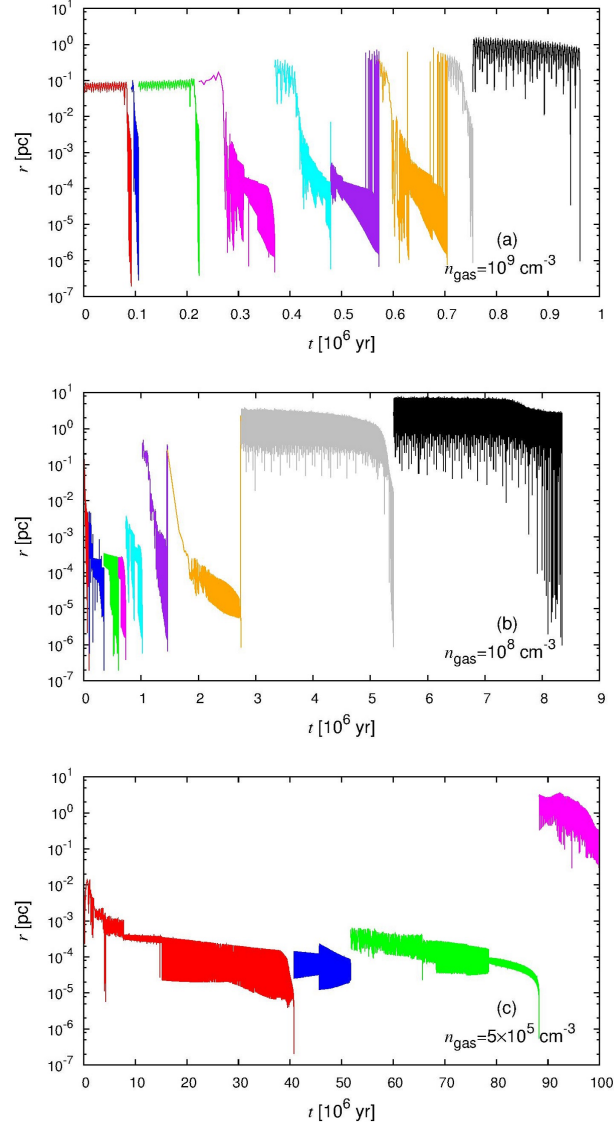 10^1
10^0
10^-1
10^-2
10^-3
10^-4
10^-5
10^-6
10^-7
r [pc]
(a)
n_gas=10^9 cm^-3
0 0.1 0.2 0.3 0.4 0.5 0.6 0.7 0.8 0.9 1
t [10^6 yr]
10^1
10^0
10^-1
10^-2
10^-3
10^-4
10^-5
10^-6
10^-7
r [pc]
(b)
n_gas=10^8 cm^-3
0 1 2 3 4 5 6 7 8 9
t [10^6 yr]
10^1
10^0
10^-1
10^-2
10^-3
10^-4
10^-5
10^-6
10^-7
r [pc]
(c)
n_gas=5×10^5 cm^-3
0 10 20 30 40 50 60 70 80 90 100
t [10^6 yr]